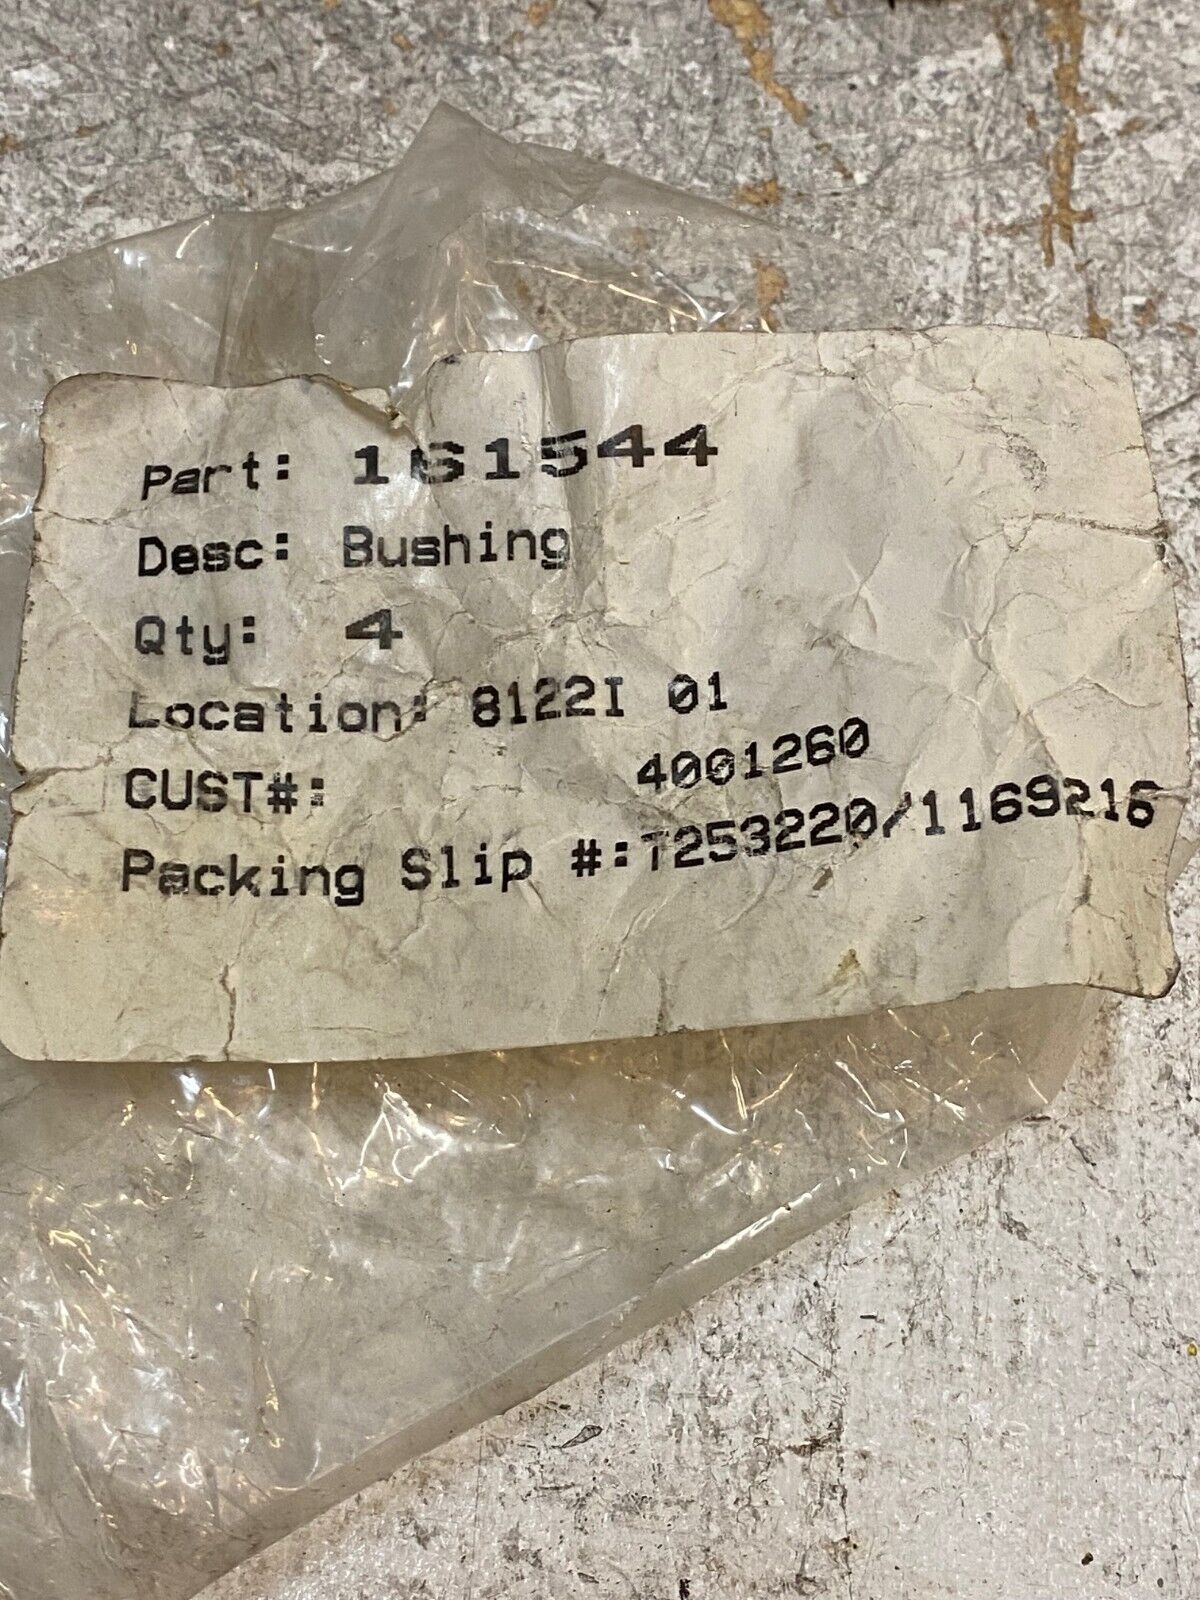 Part: 161544
Desc: Bushing
Qty: 4
Location: 8122I 01
CUST#: 4001260
Packing Slip #:T253220/1169216